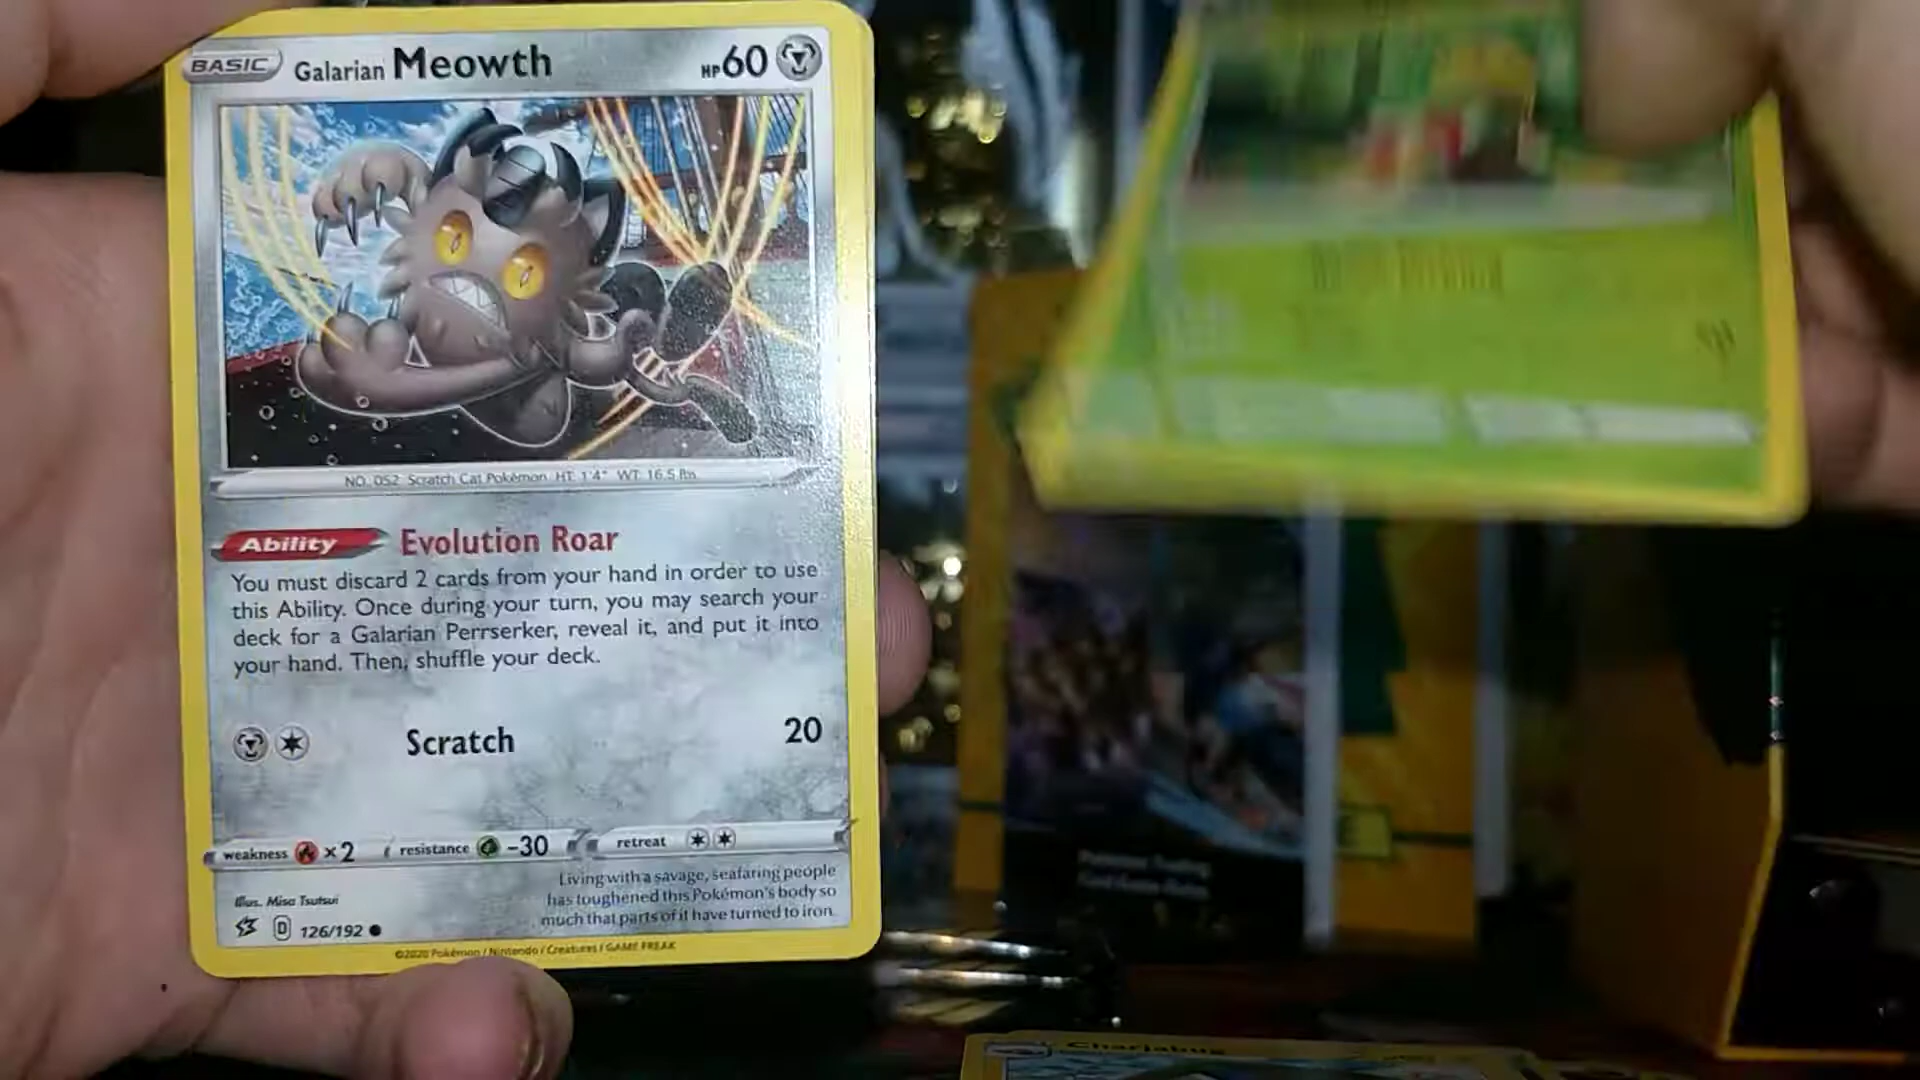 BASIC Galarian Meowth HP 60
NO. 052 Scratch Cat Pokémon HT: 1'4" WT: 16.5 lbs.
Ability Evolution Roar
You must discard 2 cards from your hand in order to use
this Ability. Once during your turn, you may search your
deck for a Galarian Perrserker, reveal it, and put it into
your hand. Then, shuffle your deck.
Scratch 20
weakness ×2 resistance -30 retreat
Living with a savage, seafaring people
has toughened this Pokémon's body so
much that parts of it have turned to iron.
Illus. Misa Tsutsui
D 126/192
©2020 Pokémon / Nintendo / Creatures / GAME FREAK
Pokémon Trading
Charjabug